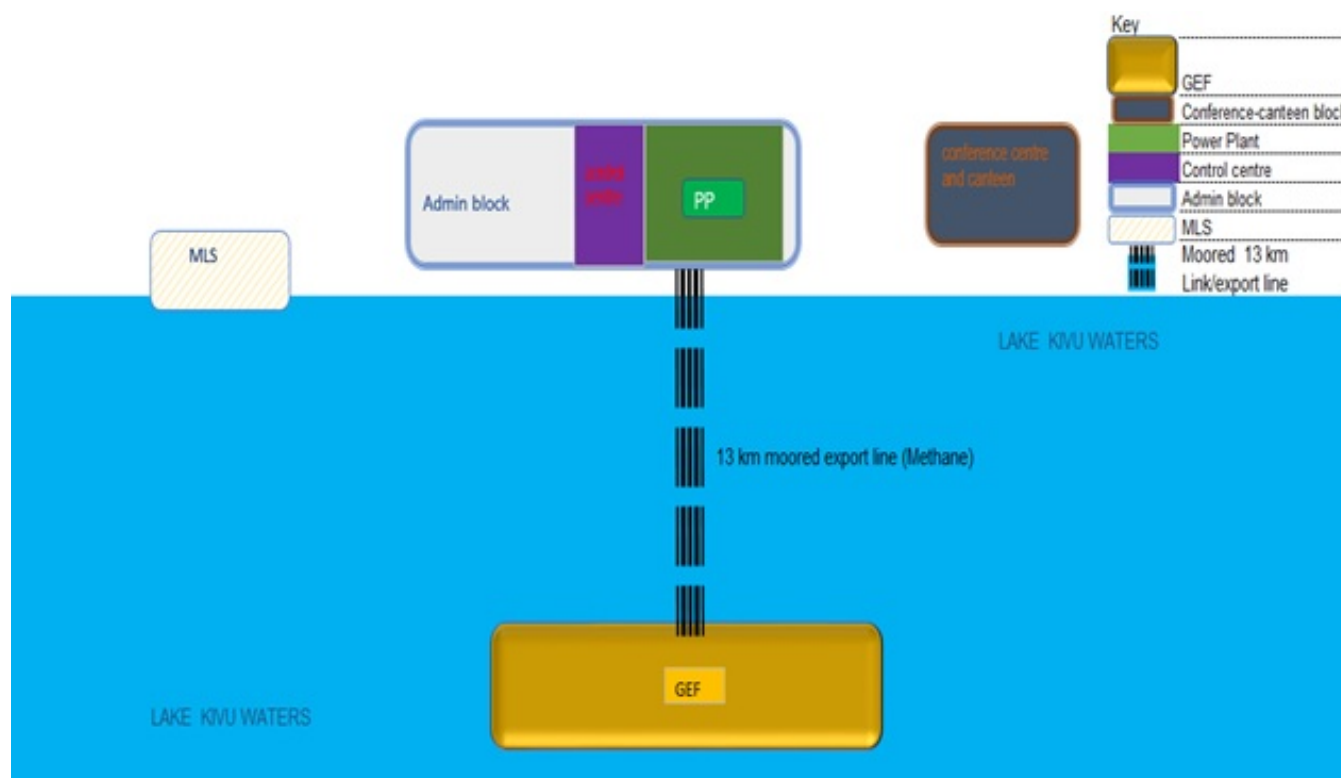 Key
GEF
Conference-canteen block
Power Plant
Control centre
Admin block
MLS
Moored 13 km
Link/export line
conference centre
and canteen
Admin block
PP
MLS
LAKE KIVU WATERS
13 km moored export line (Methane)
GEF
LAKE KIVU WATERS